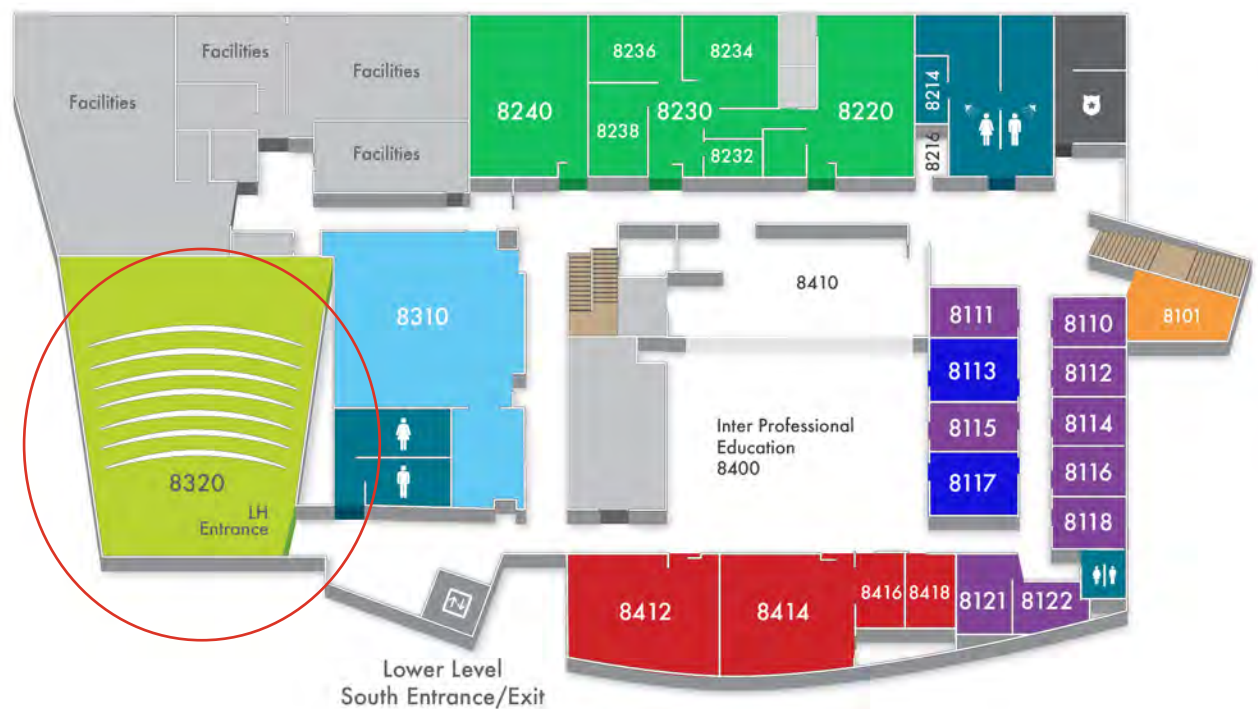 Facilities
Facilities
Facilities
Facilities
8240
8236
8234
8230
8238
8232
8220
8214
8216
8310
8410
8320
LH
Entrance
Inter Professional
Education
8400
8111
8113
8115
8117
8110
8112
8114
8116
8118
8101
8412
8414
8416
8418
8121
8122
Lower Level
South Entrance/Exit